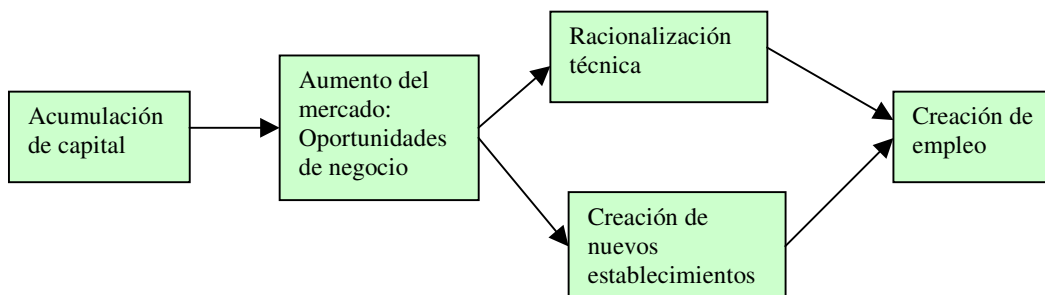 Acumulación
de capital
Aumento del
mercado:
Oportunidades
de negocio
Racionalización
técnica
Creación de
nuevos
establecimientos
Creación de
empleo